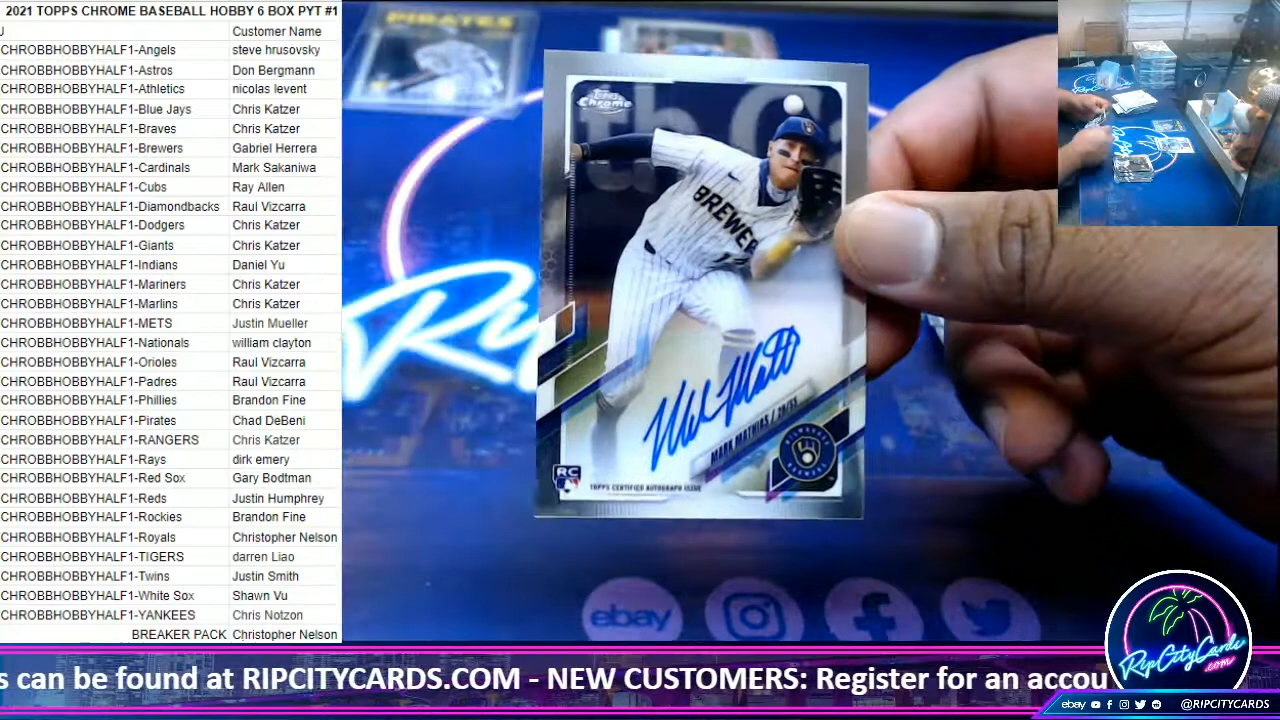 2021 TOPPS CHROME BASEBALL HOBBY 6 BOX PYT #1
Customer Name
CHROBBHOBBYHALF1-Angels steve hrusovsky
CHROBBHOBBYHALF1-Astros Don Bergmann
CHROBBHOBBYHALF1-Athletics nicolas levent
CHROBBHOBBYHALF1-Blue Jays Chris Katzer
CHROBBHOBBYHALF1-Braves Chris Katzer
CHROBBHOBBYHALF1-Brewers Gabriel Herrera
CHROBBHOBBYHALF1-Cardinals Mark Sakaniwa
CHROBBHOBBYHALF1-Cubs Ray Allen
CHROBBHOBBYHALF1-Diamondbacks Raul Vizcarra
CHROBBHOBBYHALF1-Dodgers Chris Katzer
CHROBBHOBBYHALF1-Giants Chris Katzer
CHROBBHOBBYHALF1-Indians Daniel Yu
CHROBBHOBBYHALF1-Mariners Chris Katzer
CHROBBHOBBYHALF1-Marlins Chris Katzer
CHROBBHOBBYHALF1-METS Justin Mueller
CHROBBHOBBYHALF1-Nationals william clayton
CHROBBHOBBYHALF1-Orioles Raul Vizcarra
CHROBBHOBBYHALF1-Padres Raul Vizcarra
CHROBBHOBBYHALF1-Phillies Brandon Fine
CHROBBHOBBYHALF1-Pirates Chad DeBeni
CHROBBHOBBYHALF1-RANGERS Chris Katzer
CHROBBHOBBYHALF1-Rays dirk emery
CHROBBHOBBYHALF1-Red Sox Gary Bodtman
CHROBBHOBBYHALF1-Reds Justin Humphrey
CHROBBHOBBYHALF1-Rockies Brandon Fine
CHROBBHOBBYHALF1-Royals Christopher Nelson
CHROBBHOBBYHALF1-TIGERS darren Liao
CHROBBHOBBYHALF1-Twins Justin Smith
CHROBBHOBBYHALF1-White Sox Shawn Vu
CHROBBHOBBYHALF1-YANKEES Chris Notzon
BREAKER PACK Christopher Nelson
PIRATES
Topps
Chrome
BREWE
MARK MATHIAS
MILWAUKEE
BREWERS
RC
TOPPS CERTIFIED AUTOGRAPH ISSUE
Ri
ebay
s can be found at RIPCITYCARDS.COM - NEW CUSTOMERS: Register for an accou
RipCityCards
.com
ebay @RIPCITYCARDS